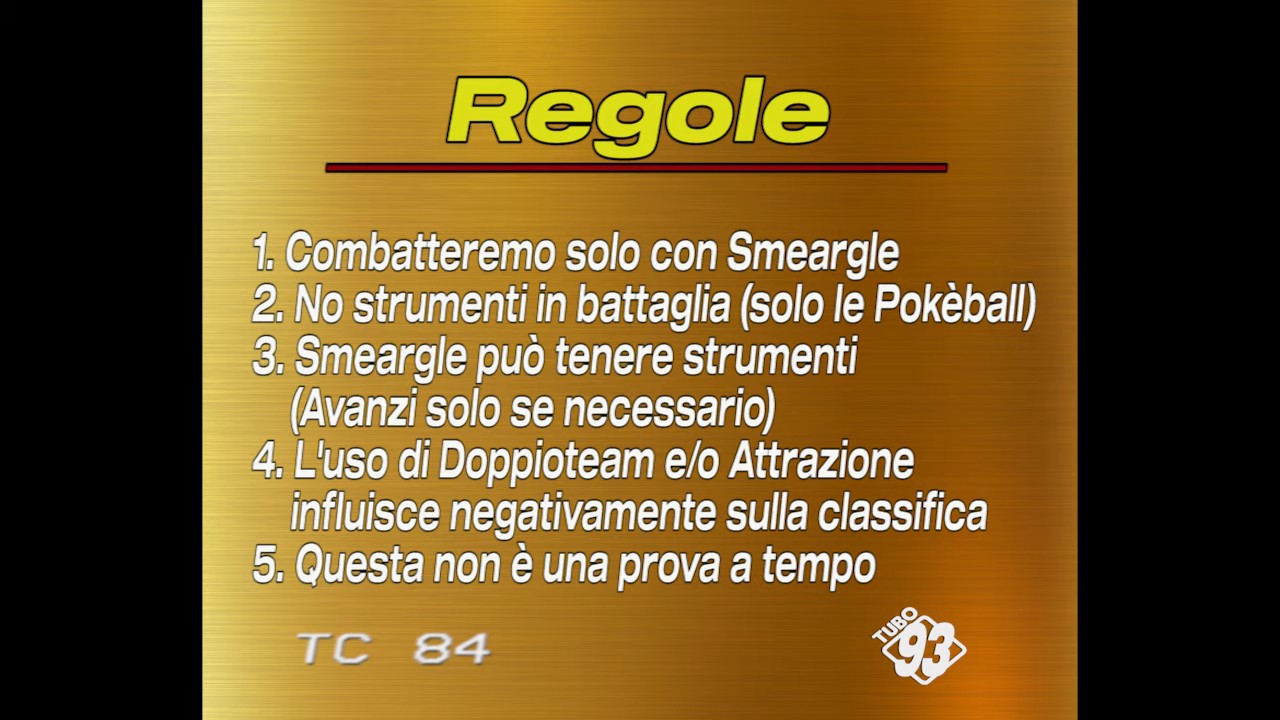 Regole
1. Combatteremo solo con Smeargle
2. No strumenti in battaglia (solo le Pokèball)
3. Smeargle può tenere strumenti
(Avanzi solo se necessario)
4. L'uso di Doppioteam e/o Attrazione
influisce negativamente sulla classifica
5. Questa non è una prova a tempo
TC 84
TUBO
93